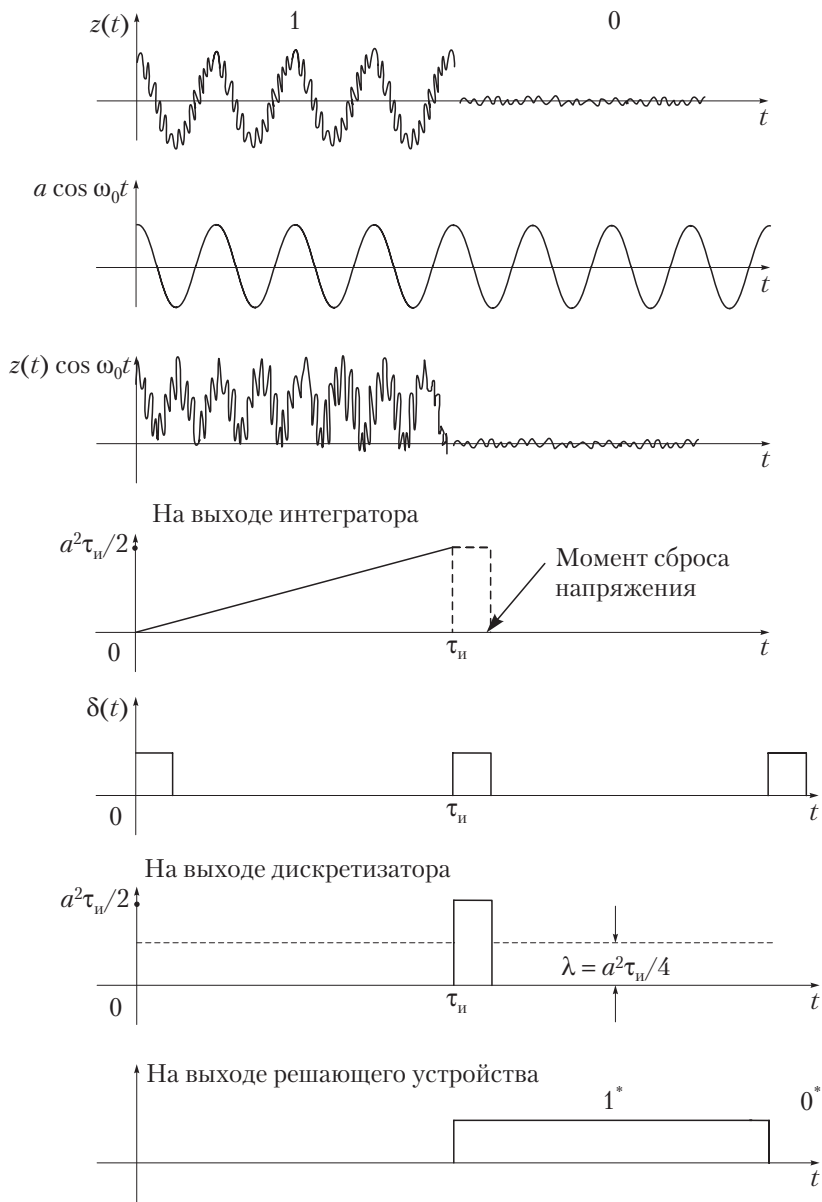 z(t)
1
0
t
a cos ω₀t
t
z(t) cos ω₀t
t
На выходе интегратора
a²τи/2
Момент сброса
напряжения
0
τи
t
δ(t)
0
τи
t
На выходе дискретизатора
a²τи/2
λ = a²τи/4
0
τи
t
На выходе решающего устройства
1*
0*
t